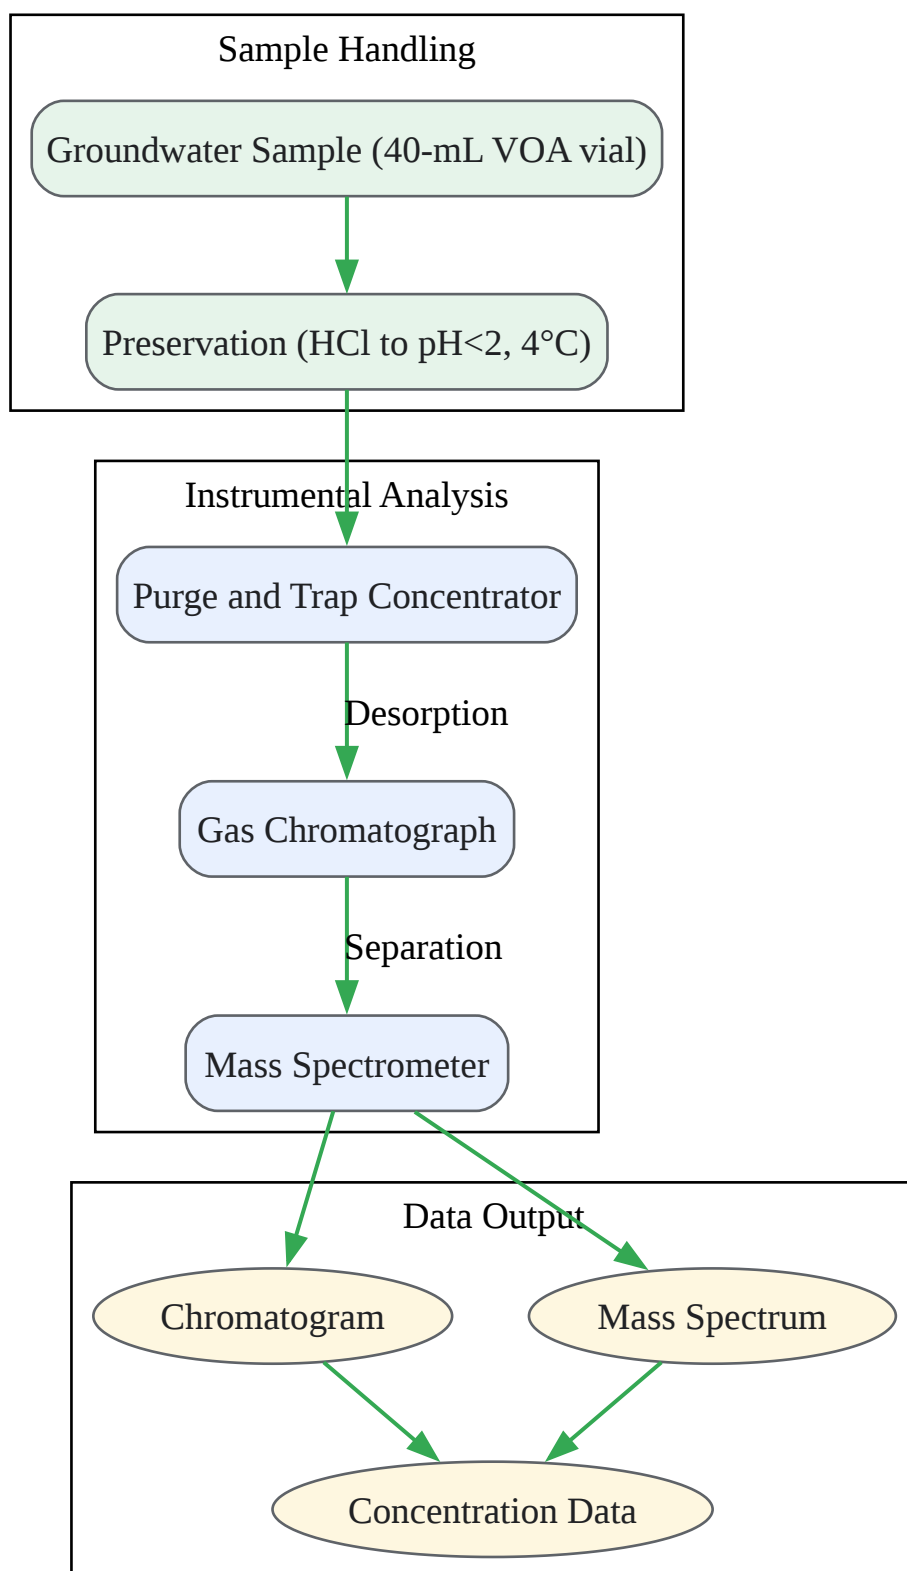 Sample Handling
Groundwater Sample (40-mL VOA vial)
Preservation (HCl to pH<2, 4°C)
Instrumental Analysis
Purge and Trap Concentrator
Desorption
Gas Chromatograph
Separation
Mass Spectrometer
Data Output
Chromatogram
Mass Spectrum
Concentration Data